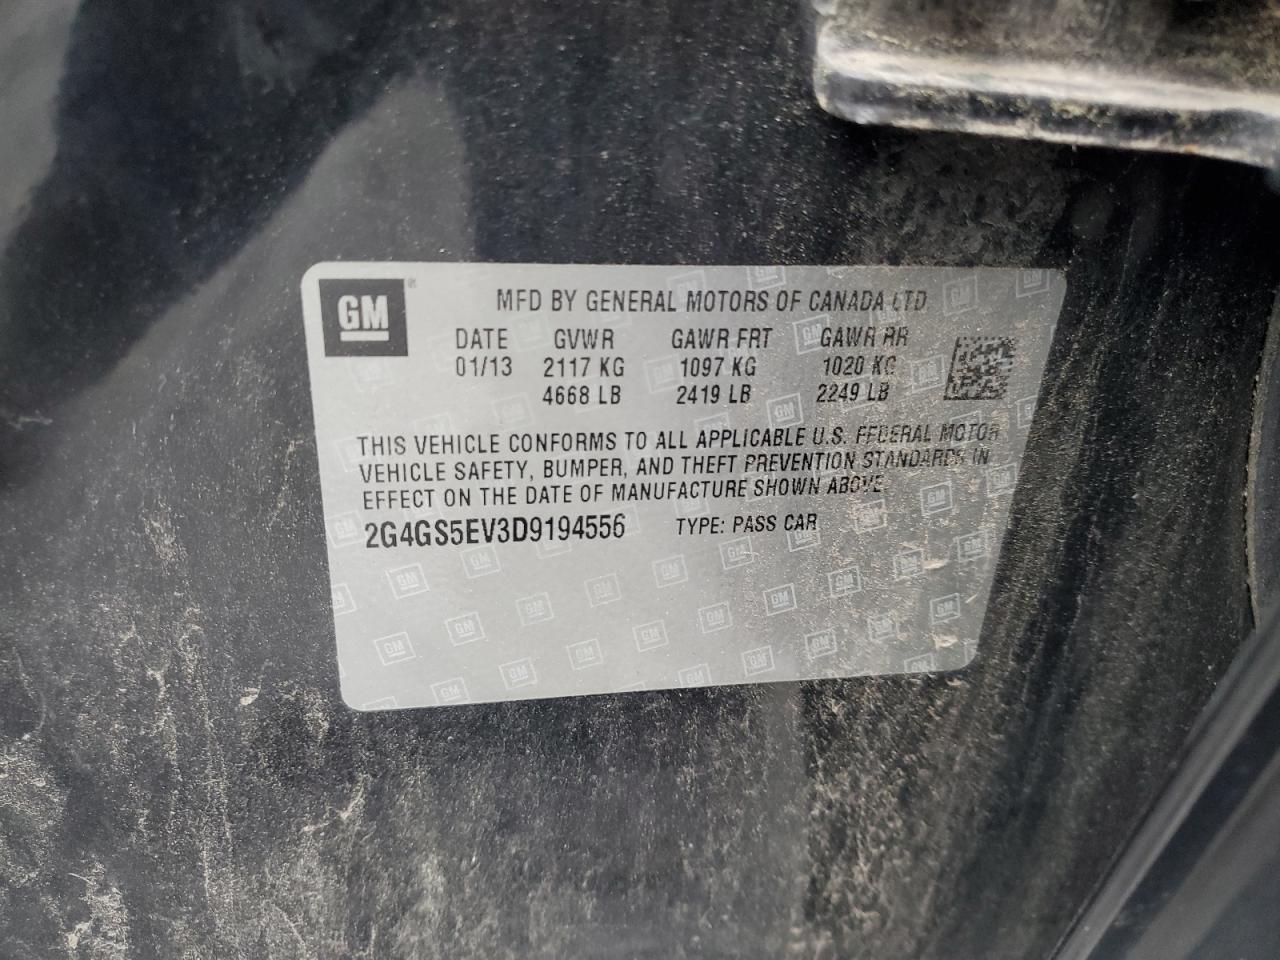 GM
MFD BY GENERAL MOTORS OF CANADA LTD
DATE GVWR GAWR FRT GAWR RR
01/13 2117 KG 1097 KG 1020 KG
4668 LB 2419 LB 2249 LB
THIS VEHICLE CONFORMS TO ALL APPLICABLE U.S. FEDERAL MOTOR
VEHICLE SAFETY, BUMPER, AND THEFT PREVENTION STANDARDS IN
EFFECT ON THE DATE OF MANUFACTURE SHOWN ABOVE
2G4GS5EV3D9194556 TYPE: PASS CAR